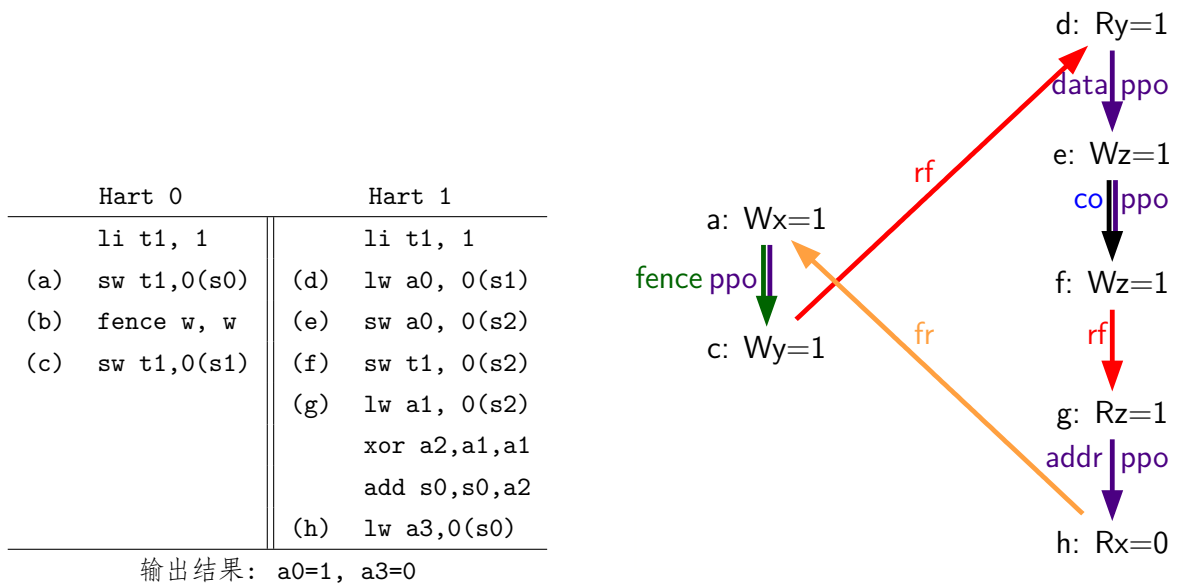 Hart 0 Hart 1
li t1, 1 li t1, 1
(a) sw t1,0(s0) (d) lw a0, 0(s1)
(b) fence w, w (e) sw a0, 0(s2)
(c) sw t1,0(s1) (f) sw t1, 0(s2)
(g) lw a1, 0(s2)
xor a2,a1,a1
add s0,s0,a2
(h) lw a3,0(s0)
输出结果: a0=1, a3=0
d: Ry=1
data ppo
e: Wz=1
rf
co ppo
a: Wx=1
fence ppo
f: Wz=1
c: Wy=1
fr
rf
g: Rz=1
addr ppo
h: Rx=0